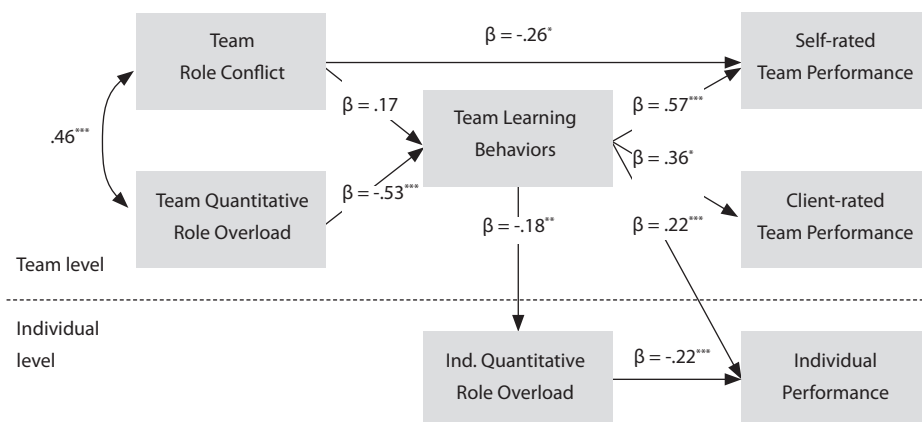 Team
Role Conflict
β = -.26*
Self-rated
Team Performance
.46***
β = .17
Team Learning
Behaviors
β = .57***
β = .36*
Team Quantitative
Role Overload
β = -.53***
β = -.18**
β = .22***
Client-rated
Team Performance
Team level
Individual
level
Ind. Quantitative
Role Overload
β = -.22***
Individual
Performance